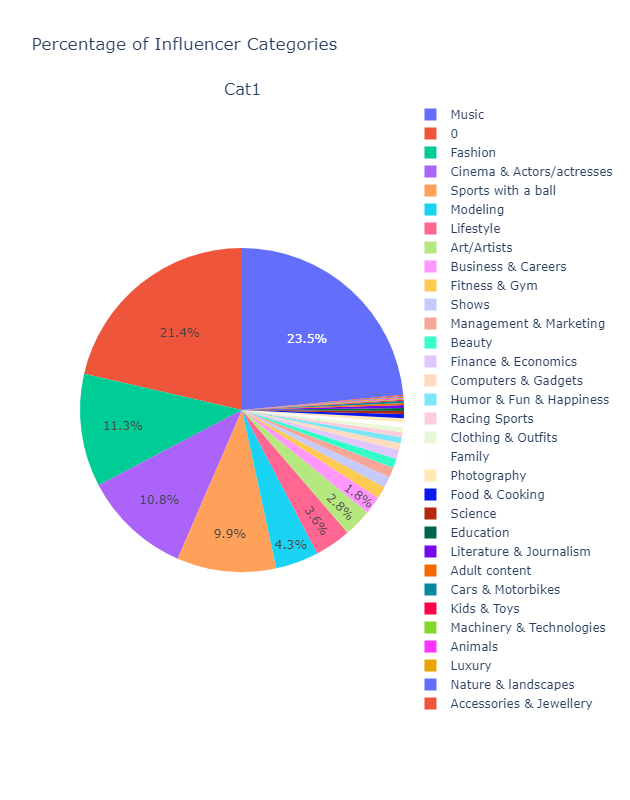 Percentage of Influencer Categories
Cat1
Music
0
Fashion
Cinema & Actors/actresses
Sports with a ball
Modeling
Lifestyle
Art/Artists
Business & Careers
Fitness & Gym
Shows
Management & Marketing
Beauty
Finance & Economics
Computers & Gadgets
Humor & Fun & Happiness
Racing Sports
Clothing & Outfits
Family
Photography
Food & Cooking
Science
Education
Literature & Journalism
Adult content
Cars & Motorbikes
Kids & Toys
Machinery & Technologies
Animals
Luxury
Nature & landscapes
Accessories & Jewellery
23.5%
21.4%
11.3%
10.8%
9.9%
4.3%
3.6%
2.8%
1.8%